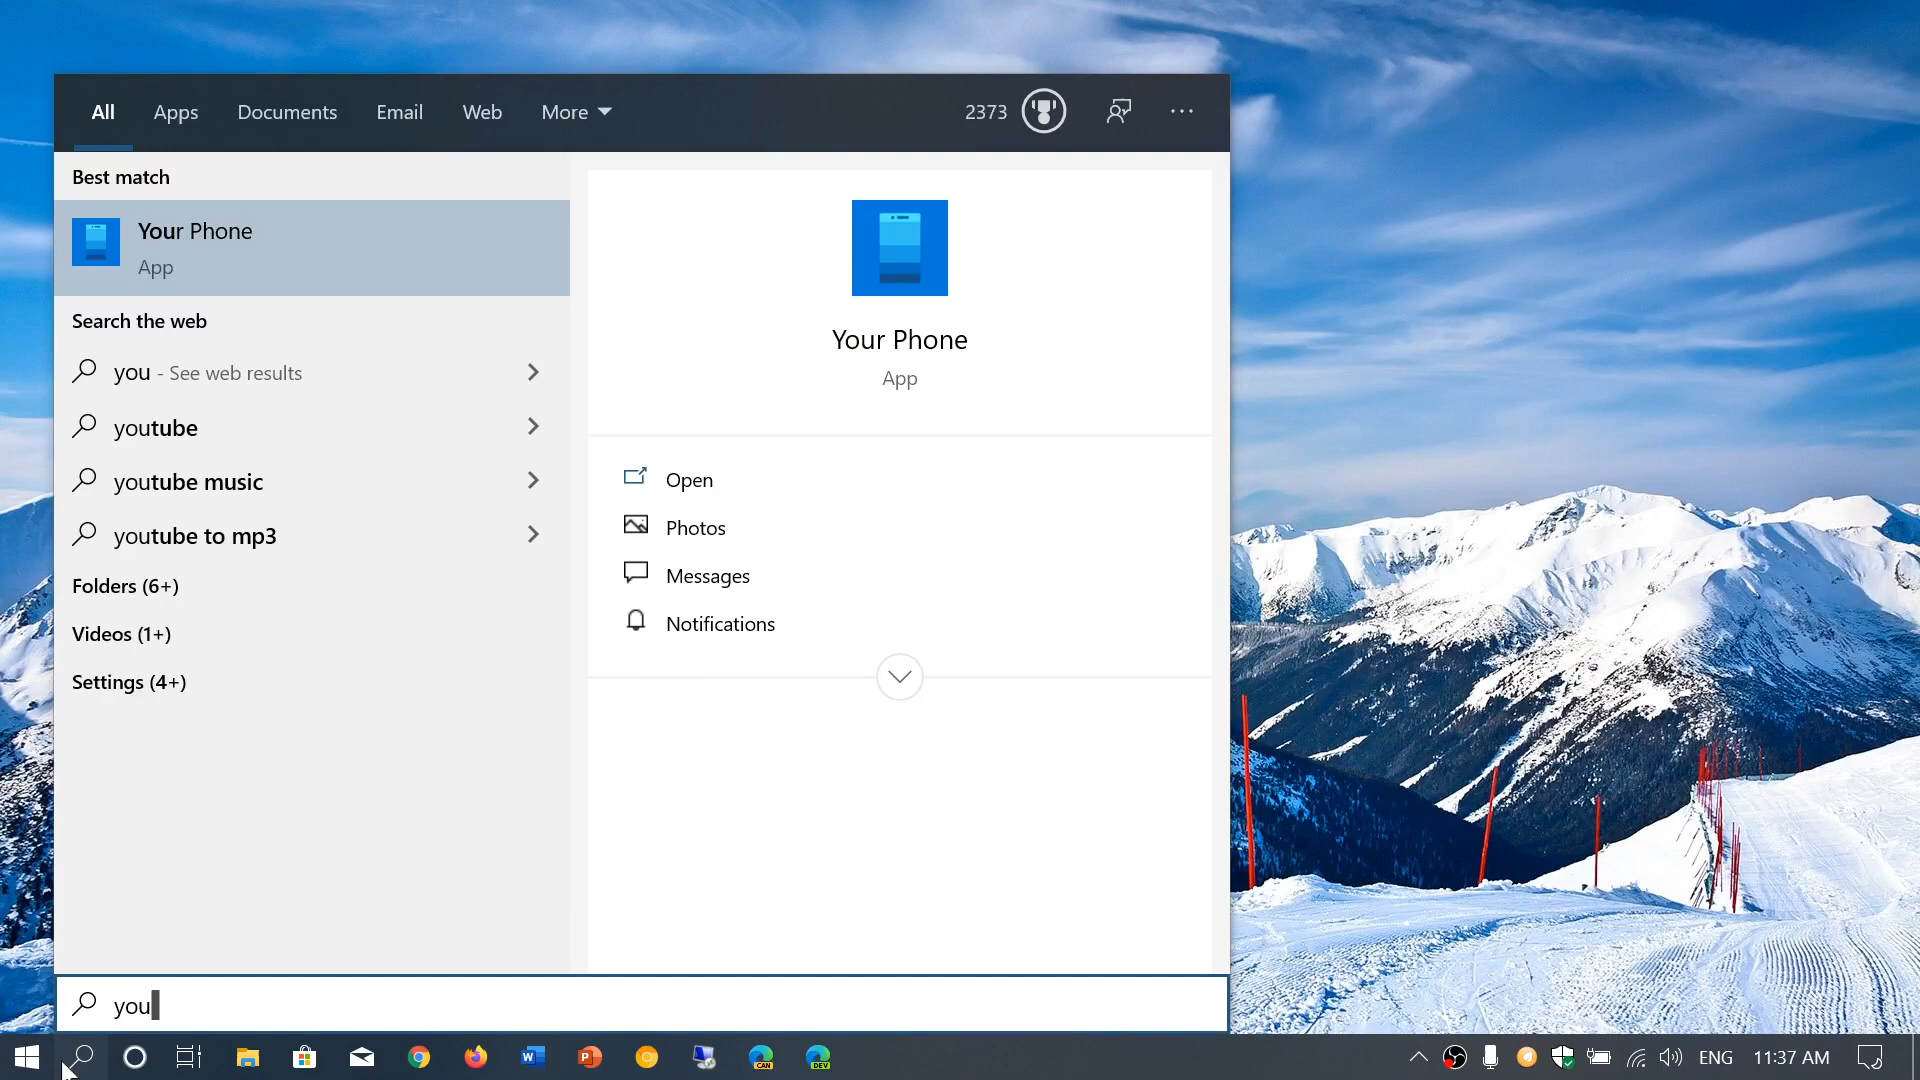 All Apps Documents Email Web More 2373
Best match
Your Phone
App
Search the web
you - See web results
youtube
youtube music
youtube to mp3
Folders (6+)
Videos (1+)
Settings (4+)
Your Phone
App
Open
Photos
Messages
Notifications
you
W P CAN DEV ENG 11:37 AM